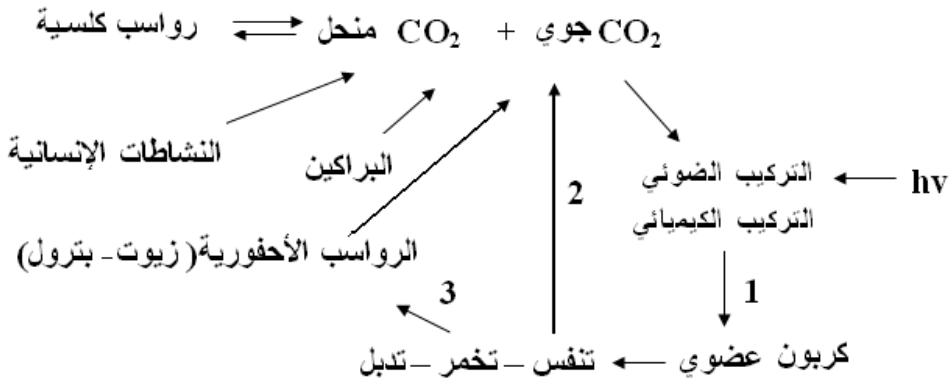 رواسب كلسية
CO₂ منحل + CO₂ جوي
النشاطات الإنسانية
البراكين
التركيب الضوئي
hv
التركيب الكيميائي
2
الرواسب الأحفورية ( زيوت - بترول)
3
1
كربون عضوي
تنفس – تخمر – تدبل